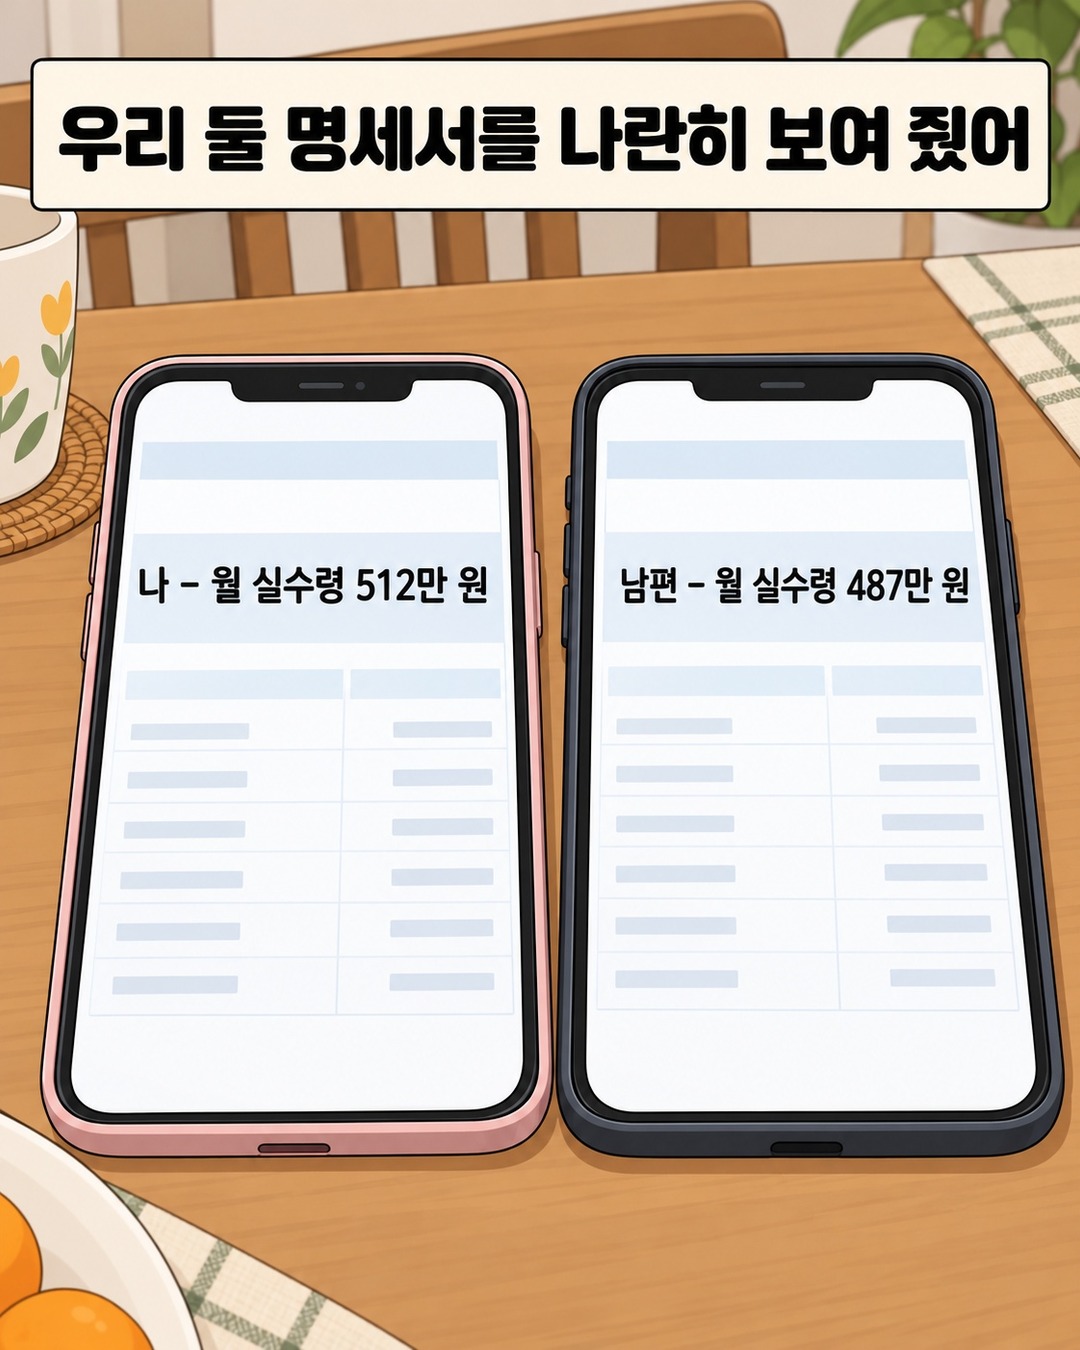 우리 둘 명세서를 나란히 보여 줬어
나 - 월 실수령 512만 원
남편 - 월 실수령 487만 원